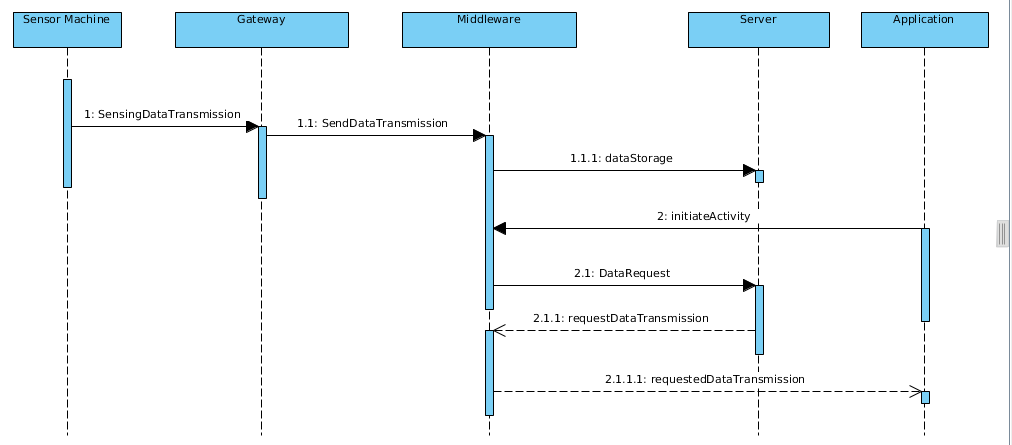 Sensor Machine
Gateway
Middleware
Server
Application
1: SensingDataTransmission
1.1: SendDataTransmission
1.1.1: dataStorage
2: initiateActivity
2.1: DataRequest
2.1.1: requestDataTransmission
2.1.1.1: requestedDataTransmission